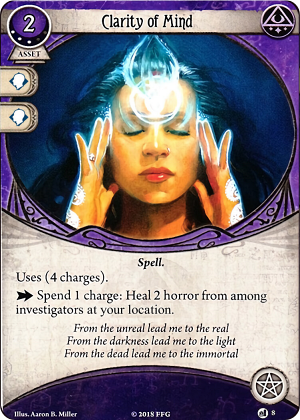 2
Clarity of Mind
ASSET
Spell.
Uses (4 charges).
Spend 1 charge: Heal 2 horror from among
investigators at your location.
From the unreal lead me to the real
From the darkness lead me to the light
From the dead lead me to the immortal
Illus. Aaron B. Miller
© 2018 FFG
8